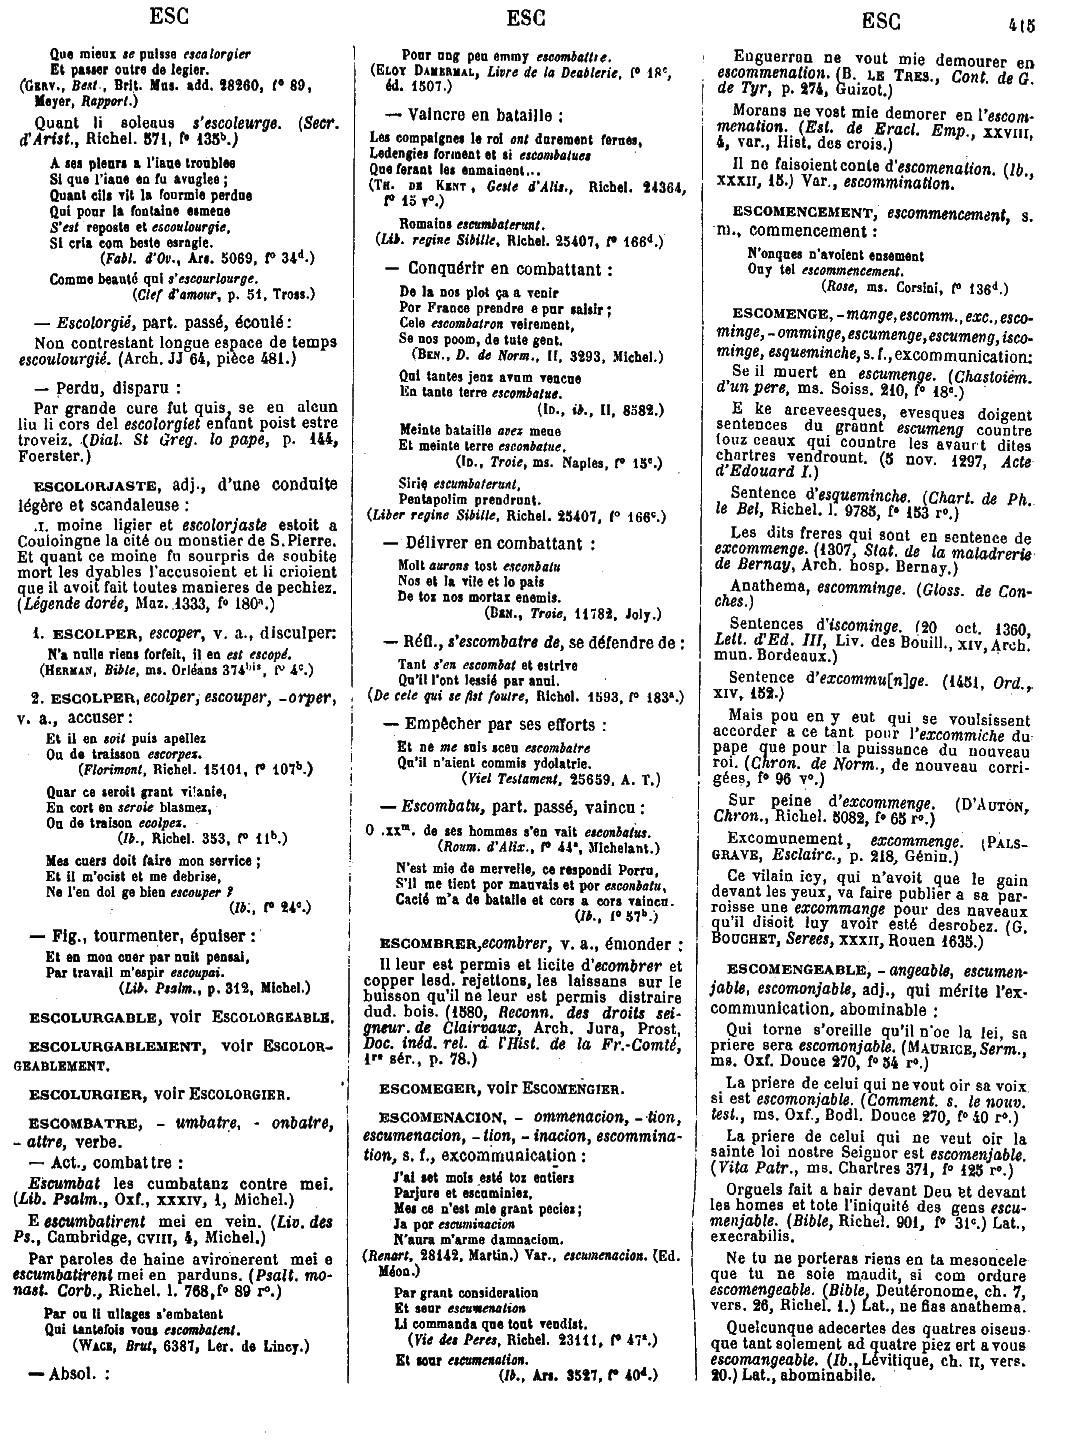 ESC
ESC
ESC 415
Que mieux se puisse escalorgier
Et passer outre de legier.
(GERV., Best., Brit. Mus. add. 28260, f° 89,
Meyer, Rapport.)
Quant li soleaus s'escoleurge. (Secr.
d'Arist., Richel. 571, f° 135b.)
A ses pleurs a l'iaue troublee
Si que l'iaue en fu avuglee ;
Quant cils vit la fourmie perdue
Qui pour la fontaine esmene
S'est reposte et escoulourgie,
Si cria com beste esragie.
(Fabl. d'Ov., Ars. 5069, f° 34d.)
Comme beauté qui s'escourlourge.
(Clef d'amour, p. 51, Tross.)
— Escolorgié, part. passé, écoulé :
Non contrestant longue espace de temps
escoulourgié. (Arch. JJ 64, pièce 481.)
— Perdu, disparu :
Par grande cure fut quis, se en alcun
liu li cors del escolorgiet enfant poist estre
troveiz. (Dial. St Greg. lo pape, p. 144,
Foerster.)
ESCOLORJASTE, adj., d'une conduite
légère et scandaleuse :
.I. moine ligier et escolorjaste estoit a
Couloingne la cité ou monstier de S. Pierre.
Et quant ce moine fu sourpris de soubite
mort les dyables l'accusoient et li crioient
que il avoit fait toutes manieres de pechiez.
(Légende dorée, Maz. 1333, f° 180a.)
1. ESCOLPER, escoper, v. a., disculper:
N'a nulle riens forfeit, il en est escopé.
(HERMAN, Bible, ms. Orléans 374bis, f° 4c.)
2. ESCOLPER, ecolper, escouper, -orper,
v. a., accuser :
Et il en soit puis apellez
Ou de traisson escorpez.
(Florimont, Richel. 15101, f° 107b.)
Quar ce seroit grant vilanie,
En cort en seroie blasmez,
Ou de traison ecolpez.
(Ib., Richel. 353, f° 11b.)
Mes cuers doit faire mon service ;
Et il m'ocist et me debrise,
Ne l'en doi ge bien escouper ?
(Ib., f° 24c.)
— Fig., tourmenter, épuiser :
Et en mon cuer par nuit pensai,
Par travail m'espir escoupai.
(Lib. Psalm., p. 312, Michel.)
ESCOLURGABLE, voir ESCOLORGEABLE.
ESCOLURGABLEMENT, voir ESCOLOR-
GEABLEMENT.
ESCOLURGIER, voir ESCOLORGIER.
ESCOMBATRE, - umbatre, - onbatre,
- attre, verbe.
— Act., combattre :
Escumbat les cumbatanz contre mei.
(Lib. Psalm., Oxf., XXXIV, 1, Michel.)
E escumbatirent mei en vein. (Liv. des
Ps., Cambridge, CVIII, 4, Michel.)
Par paroles de haine avironerent mei e
escumbatirent mei en parduns. (Psalt. mo-
nast. Corb., Richel. l. 768, f° 89 r°.)
Par ou li ullages s'embatent
Qui tantefois vous escombatent.
(WACE, Brut, 6387, Ler. de Lincy.)
— Absol. :
Pour ung peu emmy escombattre.
(ELOY DAMERMAL, Livre de la Deablerie, f° 18c,
éd. 1507.)
— Vaincre en bataille :
Les compaignes le roi ont durement ferues,
Ledengies forment et si escombatues
Que ferant les enmainent...
(TH. DE KENT, Geste d'Alis., Richel. 24364,
f° 15 v°.)
Romains escumbaterunt.
(Lib. regine Sibille, Richel. 25407, f° 166d.)
— Conquérir en combattant :
De la nos plot ça a venir
Por France prendre e pur saisir ;
Cele escombatron veirement,
Se nos poom, de tute gent.
(BEN., D. de Norm., II, 3293, Michel.)
Qui tantes jenz avum vencue
En tante terre escombatue.
(ID., ib., II, 8582.)
Meinte bataille avez meue
Et meinte terre esconbatue.
(ID., Troie, ms. Naples, f° 15c.)
Sirie escumbaterunt,
Pentapolim prendrunt.
(Liber regine Sibille, Richel. 25407, f° 166c.)
— Délivrer en combattant :
Molt aurons tost esconbatu
Nos et la vile et lo pais
De toz nos mortax enemis.
(BEN., Troie, 11782, Joly.)
— Réfl., s'escombatre de, se défendre de :
Tant s'en escombat et estrive
Qu'il l'ont lessié par anui.
(De cele qui se fist foutre, Richel. 1593, f° 183a.)
— Empêcher par ses efforts :
Et ne me suis sceu escombatre
Qu'il n'aient commis ydolatrie.
(Viel Testament, 25659, A. T.)
— Escombatu, part. passé, vaincu :
O .XXm. de ses hommes s'en vait esconbatus.
(Roum. d'Alix., f° 44a, Michelant.)
N'est mie de mervelle, ce respondi Porru,
S'il me tient por mauvais et por esconbatu,
Caclé m'a de bataile et cors a cors vaincu.
(Ib., f° 57b.)
ESCOMBRER, ecombrer, v. a., émonder :
Il leur est permis et licite d'ecombrer et
copper lesd. rejettons, les laissans sur le
buisson qu'il ne leur est permis distraire
dud. bois. (1580, Reconn. des droits sei-
gneur. de Clairvaux, Arch. Jura, Prost,
Doc. inéd. rel. à l'Hist. de la Fr.-Comté,
1re sér., p. 78.)
ESCOMEGER, voir ESCOMENGIER.
ESCOMENACION, - ommenacion, - tion,
escumenacion, - tion, - inacion, escommina-
tion, s. f., excommunication :
J'ai set mois esté toz entiers
Parjure et escuminiez,
Mes ce n'est mie grant peciez ;
Ja por escuminacion
N'aura m'arme damnaciom.
(Renart, 28142, Martin.) Var., escumenacion. (Ed.
Méon.)
Par grant consideration
Et seur escumenation
Li commanda que tout vendist.
(Vie des Peres, Richel. 23111, f° 47a.)
Et sour escumenation.
(Ib., Ars. 3527, f° 40d.)
Enguerran ne vout mie demourer en
escommenation. (B. LE TRES., Cont. de G.
de Tyr, p. 274, Guizot.)
Morans ne vost mie demorer en l'escom-
menation. (Est. de Eracl. Emp., XXVIII,
4, var., Hist. des crois.)
Il ne faisoient conte d'escomenation. (Ib.,
XXXII, 15.) Var., escommination.
ESCOMENCEMENT, escommencement, s.
m., commencement :
N'onques n'avoient ensement
Ouy tel escommencement.
(Rose, ms. Corsini, f° 136d.)
ESCOMENGE, -mange, escomm., exc., esco-
minge, - omminge, escumenge, escumeng, isco-
minge, esqueminche, s. f., excommunication:
Se il muert en escumenge. (Chastoiem.
d'un pere, ms. Soiss. 210, f° 18c.)
E ke arceveesques, evesques doigent
sentences du graunt escumeng countre
touz ceaux qui countre les avaurt dites
chartres vendrount. (5 nov. 1297, Acte
d'Edouard I.)
Sentence d'esqueminche. (Chart. de Ph.
le Bel, Richel. l. 9785, f° 153 r°.)
Les dits freres qui sont en sentence de
excommenge. (1307, Stat. de la maladrerie
de Bernay, Arch. hosp. Bernay.)
Anathema, escomminge. (Gloss. de Con-
ches.)
Sentences d'iscominge. (20 oct. 1360,
Lett. d'Ed. III, Liv. des Bouill., XIV, Arch.
mun. Bordeaux.)
Sentence d'excommu[n]ge. (1451, Ord.,
XIV, 152.)
Mais pou en y eut qui se voulsissent
accorder a ce tant pour l'excommiche du
pape que pour la puissance du nouveau
roi. (Chron. de Norm., de nouveau corri-
gées, f° 96 v°.)
Sur peine d'excommenge. (D'AUTON,
Chron., Richel. 5082, f° 65 r°.)
Excomunement, excommenge. (PALS-
GRAVE, Esclairc., p. 218, Génin.)
Ce vilain icy, qui n'avoit que le gain
devant les yeux, va faire publier a sa par-
roisse une excommange pour des naveaux
qu'il disoit luy avoir esté desrobez. (G.
BOUCHET, Serees, XXXII, Rouen 1635.)
ESCOMENGEABLE, - angeable, escumen-
jable, escomonjable, adj., qui mérite l'ex-
communication, abominable :
Qui torne s'oreille qu'il n'oc la lei, sa
priere sera escomonjable. (MAURICE, Serm.,
ms. Oxf. Douce 270, f° 54 r°.)
La priere de celui qui ne vout oir sa voix
si est escomonjable. (Comment. s. le nouv.
test., ms. Oxf., Bodl. Douce 270, f° 40 r°.)
La priere de celui qui ne veut oir la
sainte loi nostre Seignor est escomenjable.
(Vita Patr., ms. Chartres 371, f° 125 r°.)
Orguels fait a hair devant Deu et devant
les homes et tote l'iniquité des gens escu-
menjable. (Bible, Richel. 901, f° 31c.) Lat.,
execrabilis.
Ne tu ne porteras riens en ta mesoncele
que tu ne soie maudit, si com ordure
escomengeable. (Bible, Deutéronome, ch. 7,
vers. 26, Richel. 1.) Lat., ne fias anathema.
Quelcunque adecertes des quatres oiseus
que tant solement ad quatre piez ert a vous
escomangeable. (Ib., Lévitique, ch. II, vers.
20.) Lat., abominabile.